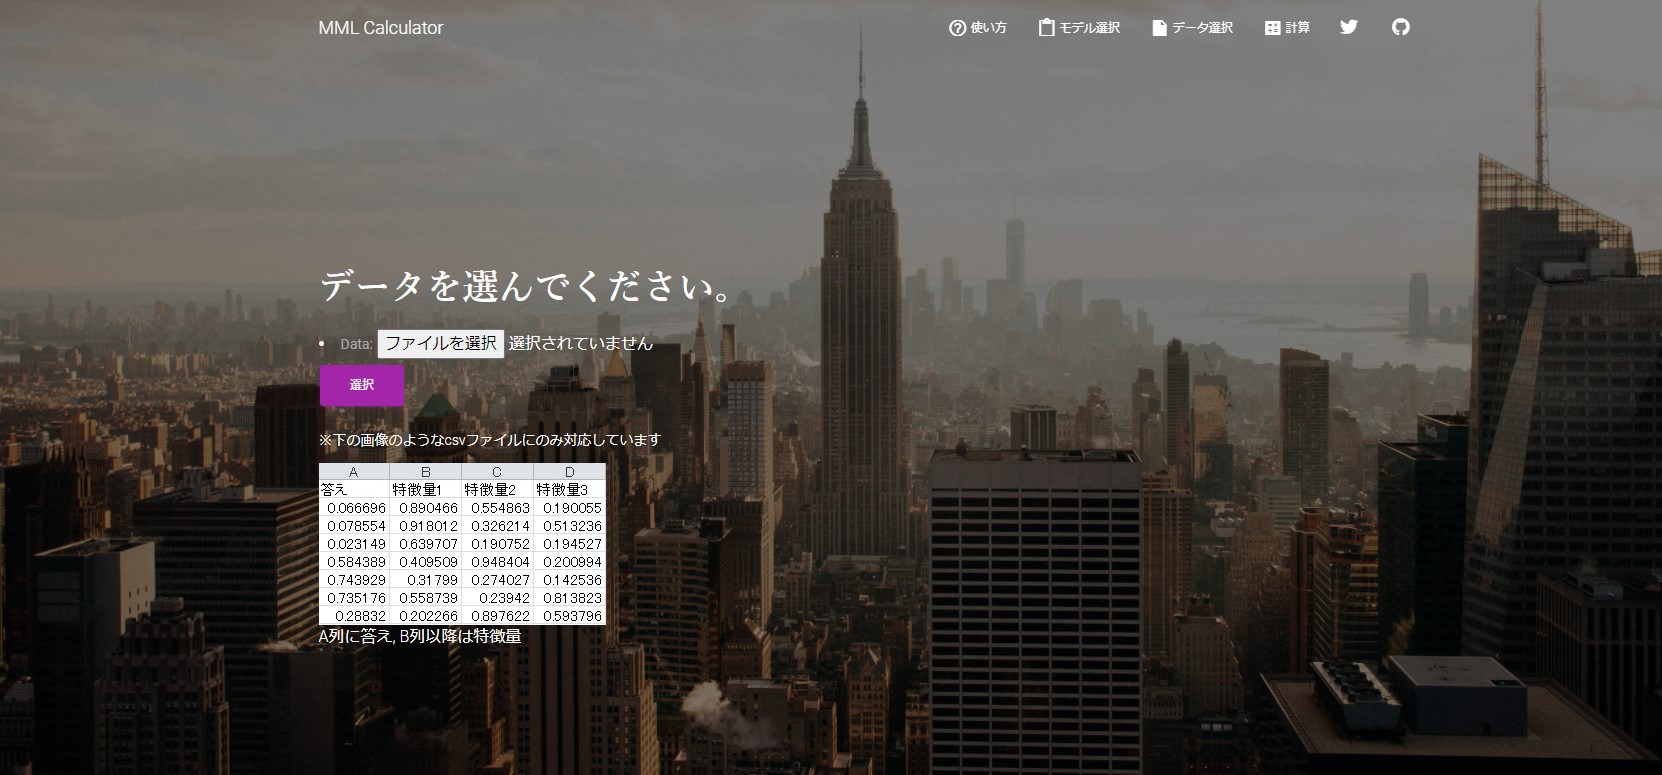 MML Calculator 使い方 モデル選択 データ選択 計算
データを選んでください。
Data: ファイルを選択 選択されていません
選択
※下の画像のようなcsvファイルにのみ対応しています
A B C D
答え 特徴量1 特徴量2 特徴量3
0.066696 0.890466 0.554863 0.190055
0.078554 0.918012 0.326214 0.513236
0.023149 0.639707 0.190752 0.194527
0.584389 0.409509 0.948404 0.200994
0.743929 0.31799 0.274027 0.142536
0.735176 0.558739 0.23942 0.813823
0.28832 0.202266 0.897622 0.593796
A列に答え, B列以降は特徴量